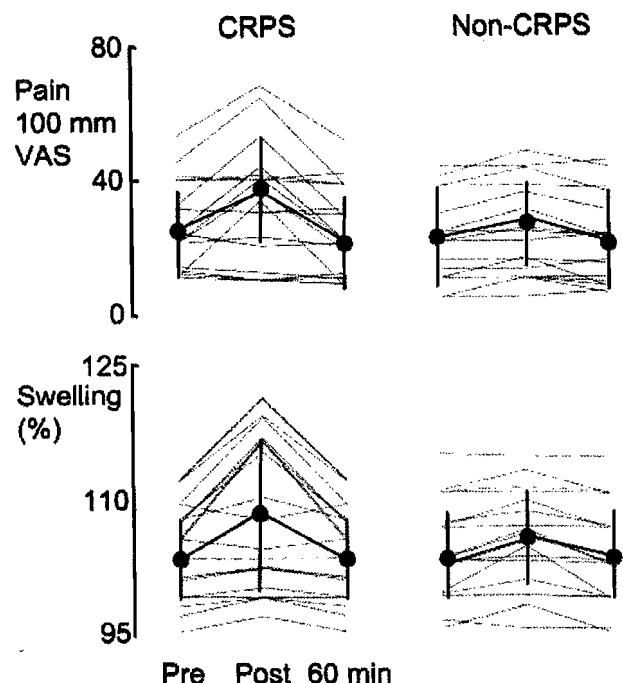 CRPS Non-CRPS
80
Pain
100 mm
VAS
40
0
125
Swelling
(%)
110
95
Pre Post 60 min